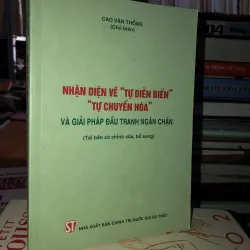 CAO VĂN THỐNG
(Chủ biên)
NHẬN DIỆN VỀ "TỰ DIỄN BIẾN"
"TỰ CHUYỂN HÓA"
VÀ GIẢI PHÁP ĐẤU TRANH NGĂN CHẶN
(Tái bản có chỉnh sửa, bổ sung)
ST NHÀ XUẤT BẢN CHÍNH TRỊ QUỐC GIA SỰ THẬT